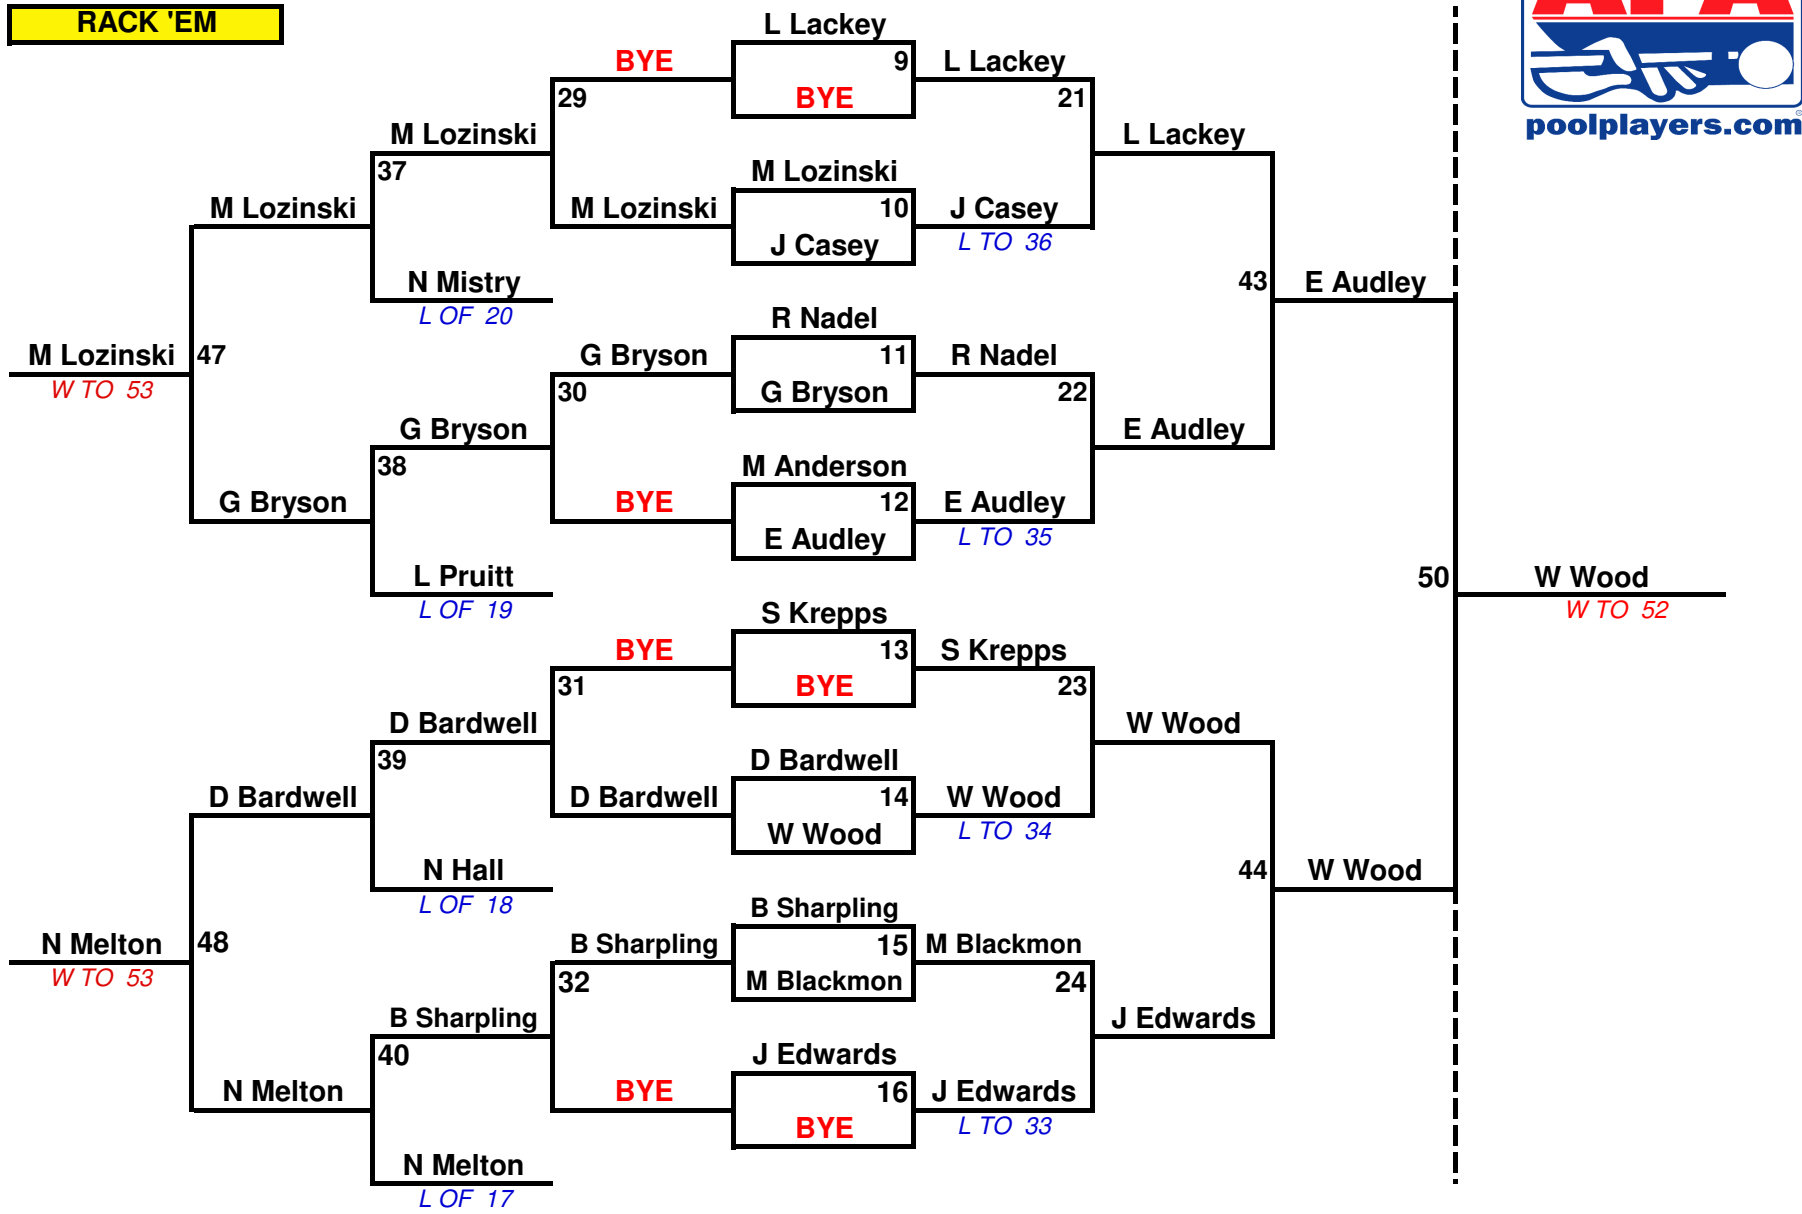 RACK 'EM
L Lackey
BYE
9
L Lackey
29
BYE
21
poolplayers.com
M Lozinski
L Lackey
37
M Lozinski
M Lozinski
M Lozinski
10
J Casey
J Casey
L TO 36
N Mistry
43
E Audley
L OF 20
R Nadel
M Lozinski
47
G Bryson
11
R Nadel
W TO 53
30
G Bryson
22
G Bryson
E Audley
38
M Anderson
G Bryson
BYE
12
E Audley
E Audley
L TO 35
L Pruitt
50
W Wood
L OF 19
W TO 52
S Krepps
BYE
13
S Krepps
31
BYE
23
D Bardwell
W Wood
39
D Bardwell
D Bardwell
D Bardwell
14
W Wood
W Wood
L TO 34
N Hall
44
W Wood
L OF 18
B Sharpling
N Melton
48
B Sharpling
15
M Blackmon
W TO 53
32
M Blackmon
24
B Sharpling
J Edwards
40
J Edwards
N Melton
BYE
16
J Edwards
BYE
L TO 33
N Melton
L OF 17